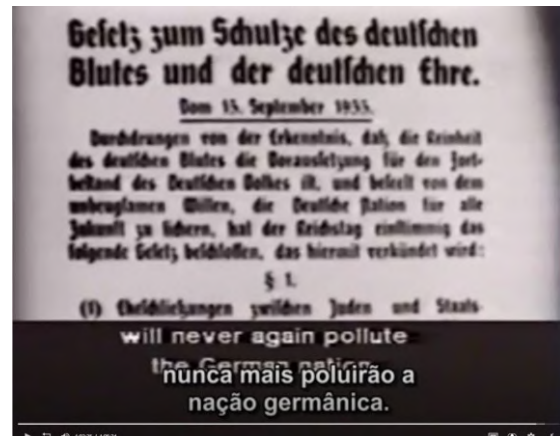 Gesetz zum Schutze des deutschen
Blutes und der deutschen Ehre.
Vom 15. September 1935.
Durchdrungen von der Erkenntnis, daß die Reinheit
des deutschen Blutes die Voraussetzung für den Fort-
bestand des Deutschen Volkes ist, und beseelt von dem
unbeugsamen Willen, die Deutsche Nation für alle
Zukunft zu sichern, hat der Reichstag einstimmig das
folgende Gesetz beschlossen, das hiermit verkündet wird:
§ 1.
(1) Eheschließungen zwischen Juden und Staats-
will never again pollute
the German nation
nunca mais poluirão a
nação germânica.